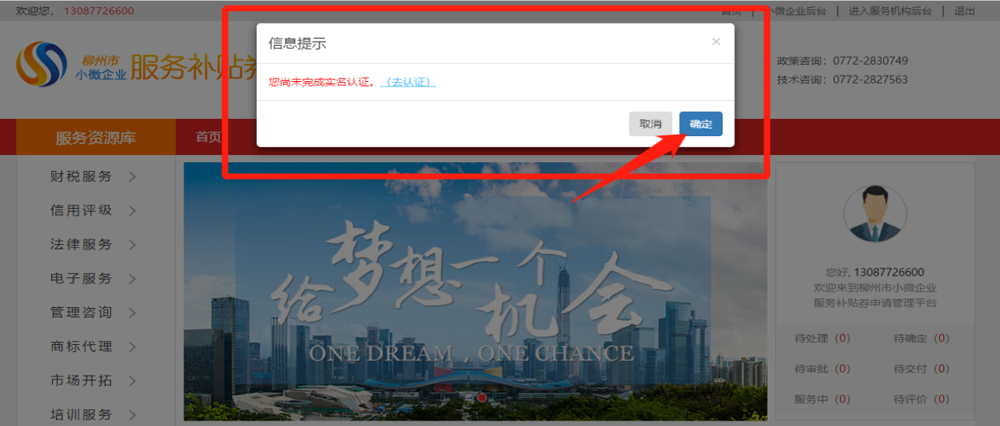 欢迎您，13087726600
首页 | 小微企业后台 | 进入服务机构后台 | 退出
柳州市
小微企业 服务补贴券
政策咨询：0772-2830749
技术咨询：0772-2827563
信息提示 ×
您尚未完成实名认证。（去认证）
取消 确定
服务资源库 首页
财税服务 >
信用评级 >
法律服务 >
电子服务 >
管理咨询 >
商标代理 >
市场开拓 >
培训服务 >
给梦想一个机会
ONE DREAM，ONE CHANCE
您好, 13087726600
欢迎来到柳州市小微企业
服务补贴券申请管理平台
待处理（0） 待确定（0）
待审批（0） 待交付（0）
服务中（0） 待评价（0）